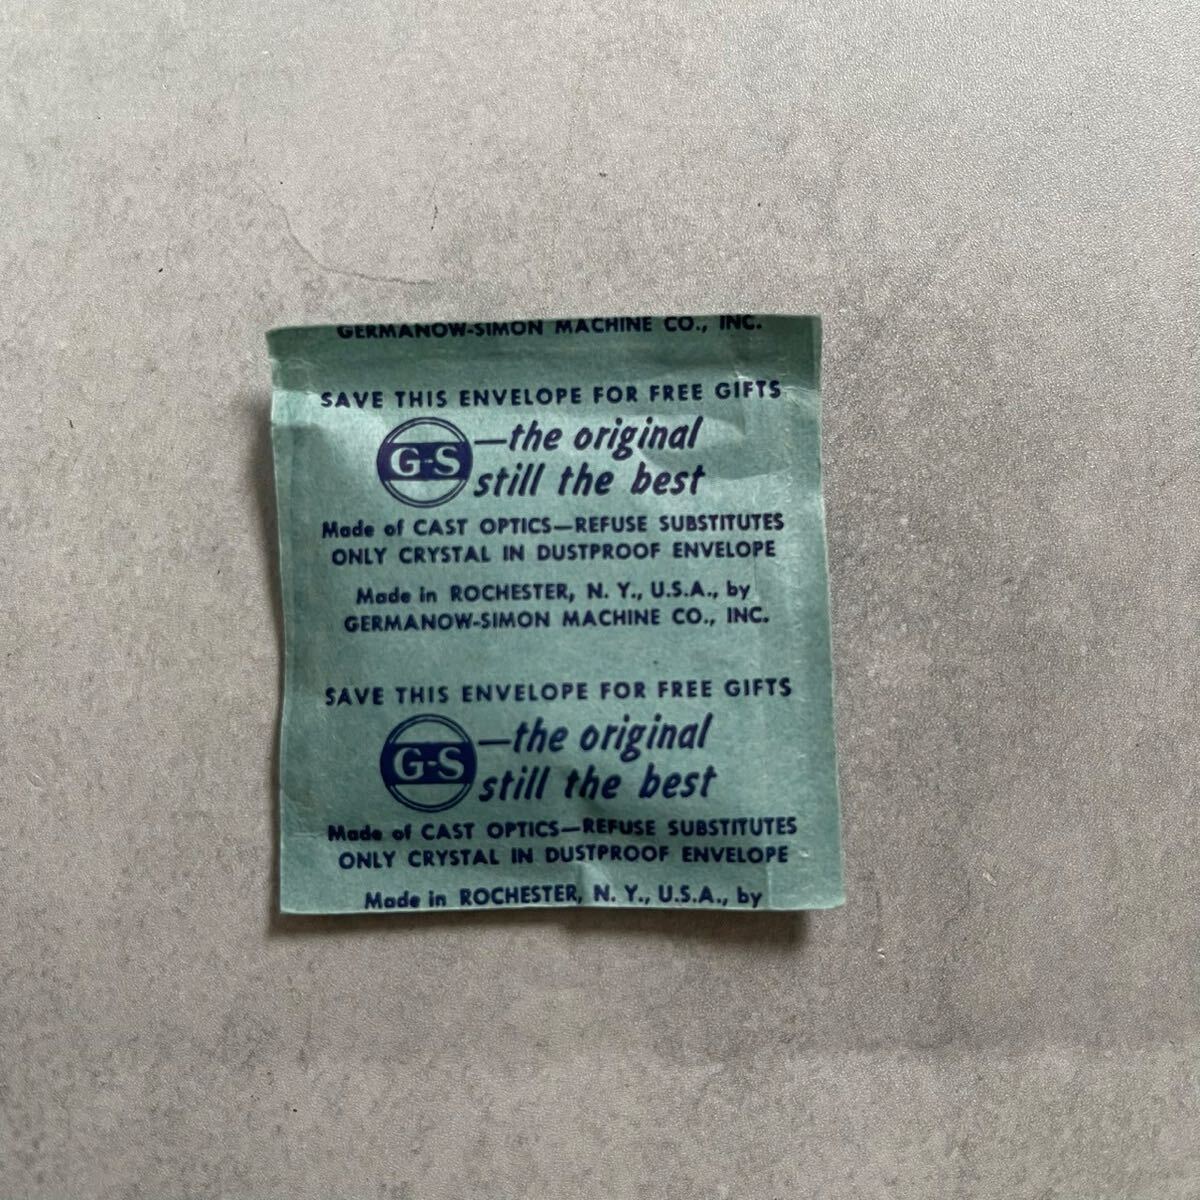 GERMANOW-SIMON MACHINE CO., INC.
SAVE THIS ENVELOPE FOR FREE GIFTS
G-S —the original
still the best
Made of CAST OPTICS—REFUSE SUBSTITUTES
ONLY CRYSTAL IN DUSTPROOF ENVELOPE
Made in ROCHESTER, N. Y., U.S.A., by
GERMANOW-SIMON MACHINE CO., INC.
SAVE THIS ENVELOPE FOR FREE GIFTS
G-S —the original
still the best
Made of CAST OPTICS—REFUSE SUBSTITUTES
ONLY CRYSTAL IN DUSTPROOF ENVELOPE
Made in ROCHESTER, N. Y., U.S.A., by